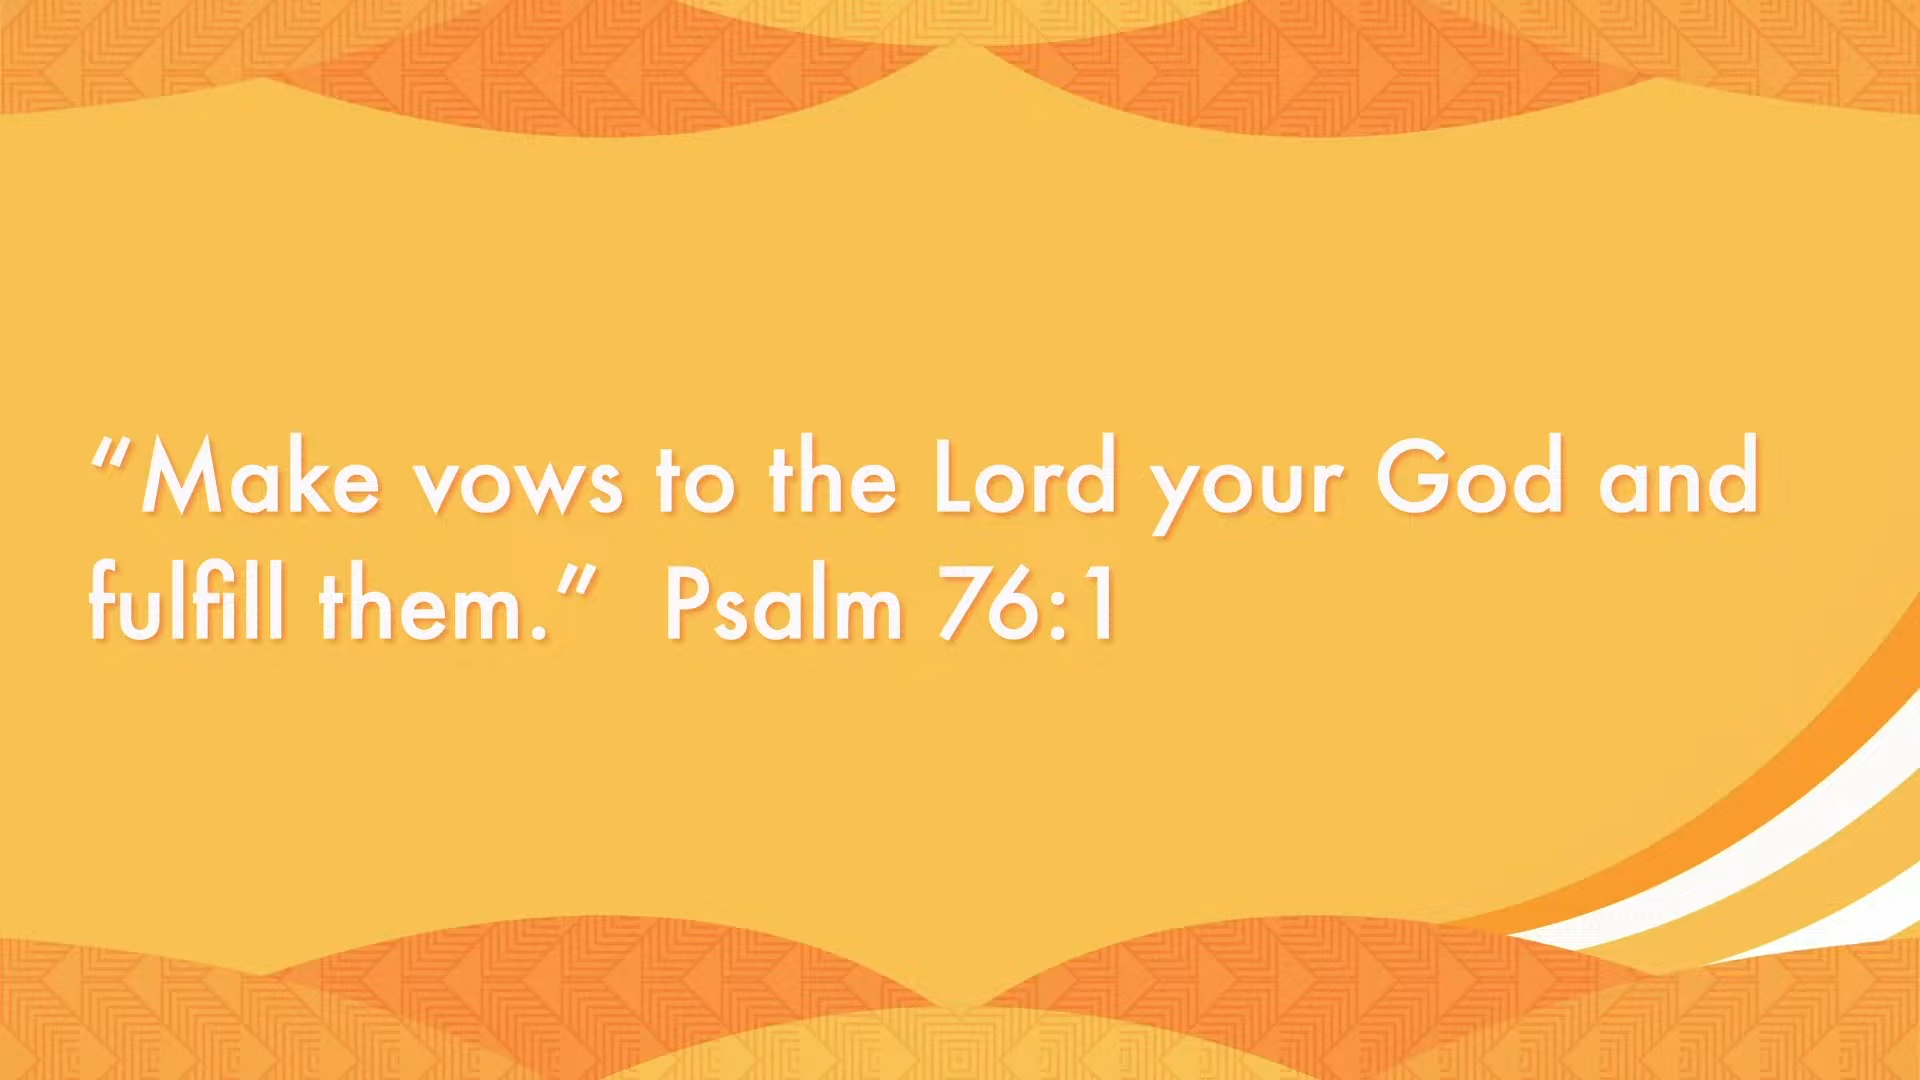 “Make vows to the Lord your God and
fulfill them.”  Psalm 76:1